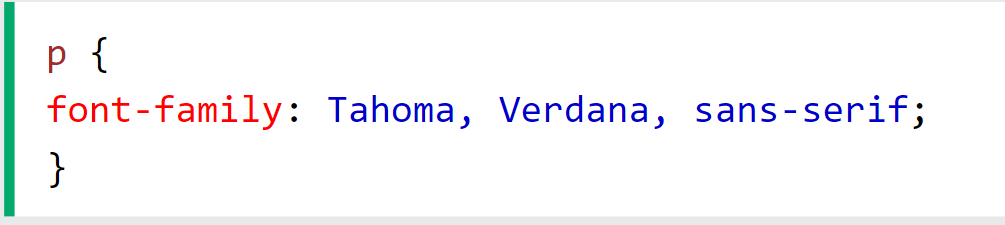 p {
font-family: Tahoma, Verdana, sans-serif;
}